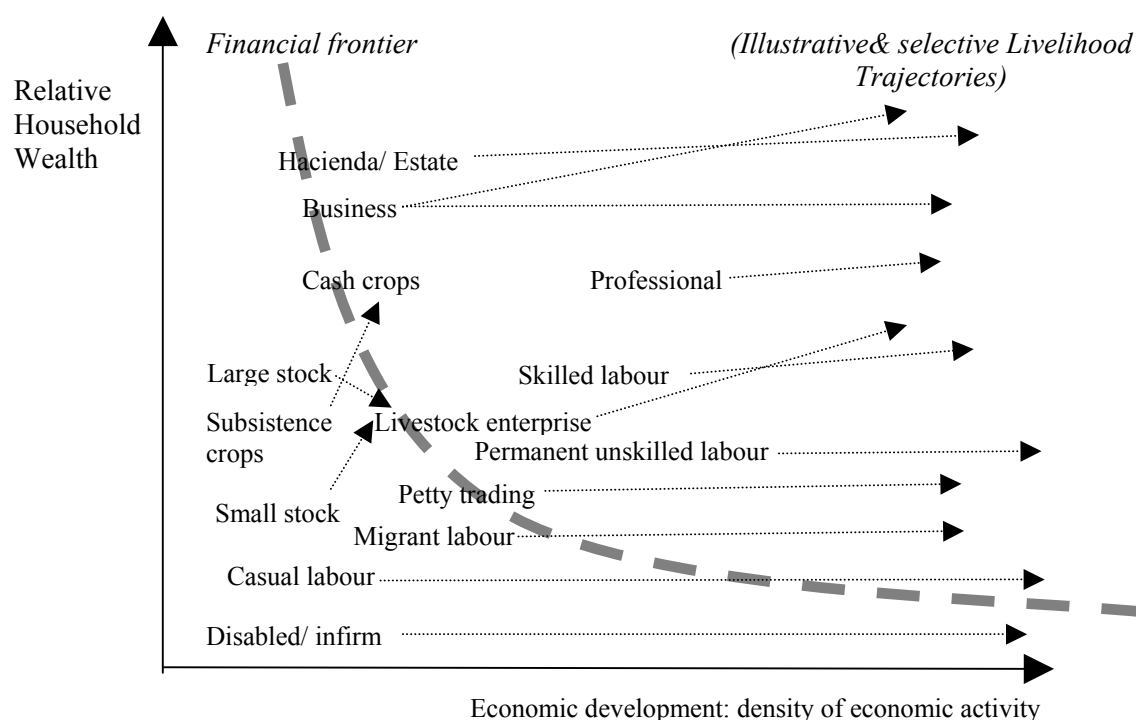 Financial frontier
(Illustrative& selective Livelihood
Trajectories)
Relative
Household
Wealth
Hacienda/ Estate
Business
Cash crops
Professional
Large stock
Skilled labour
Subsistence
crops
Livestock enterprise
Permanent unskilled labour
Petty trading
Small stock
Migrant labour
Casual labour
Disabled/ infirm
Economic development: density of economic activity